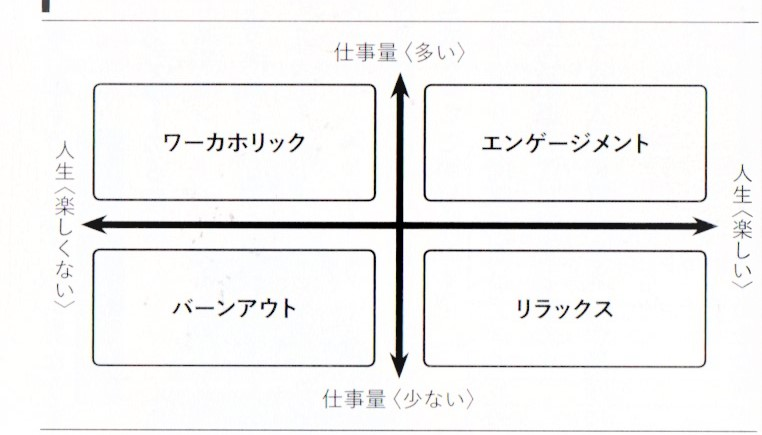 仕事量〈多い〉
ワーカホリック
エンゲージメント
人生〈楽しくない〉
人生〈楽しい〉
バーンアウト
リラックス
仕事量〈少ない〉